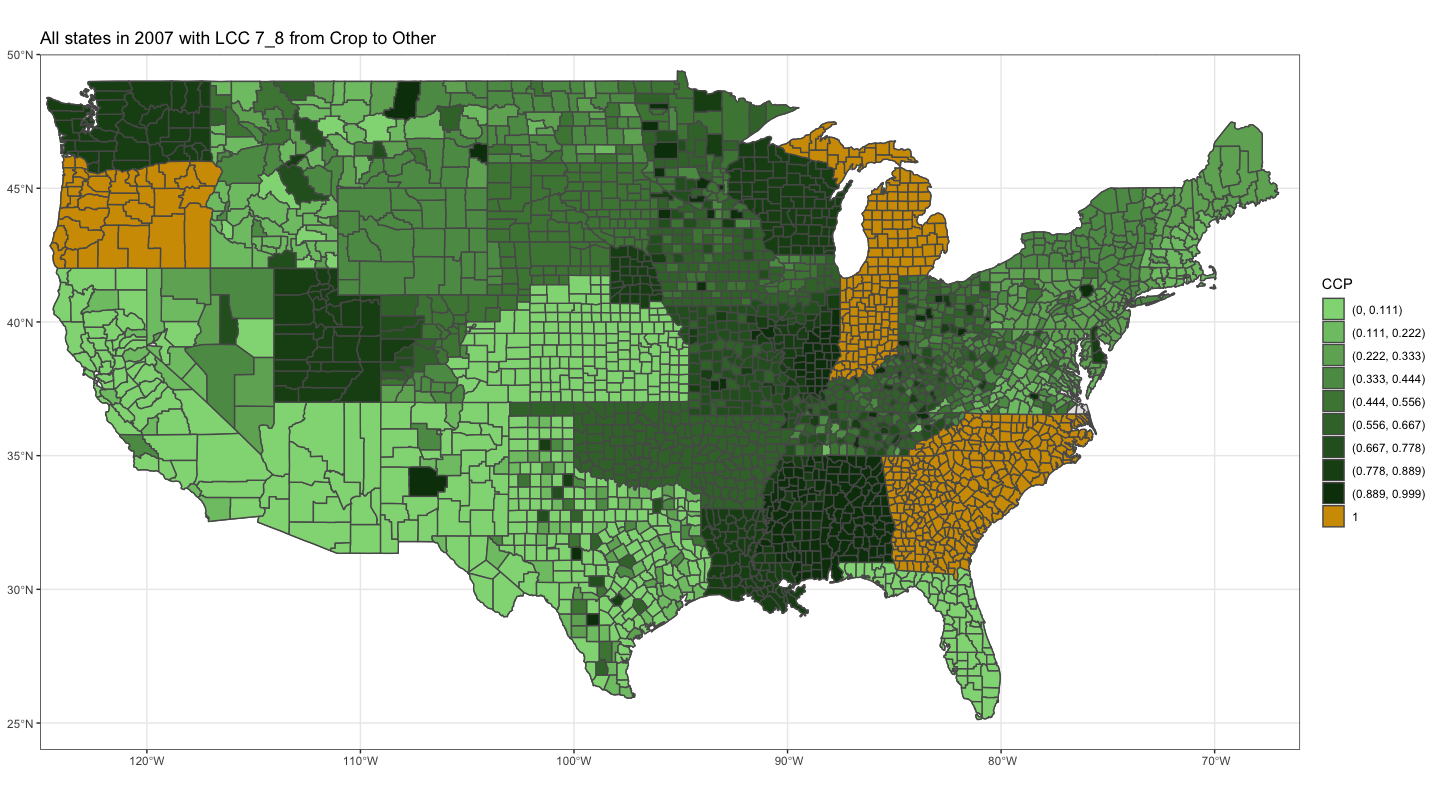 All states in 2007 with LCC 7_8 from Crop to Other
50°N
45°N
40°N
35°N
30°N
25°N
120°W
110°W
100°W
90°W
80°W
70°W
CCP
(0, 0.111)
(0.111, 0.222)
(0.222, 0.333)
(0.333, 0.444)
(0.444, 0.556)
(0.556, 0.667)
(0.667, 0.778)
(0.778, 0.889)
(0.889, 0.999)
1